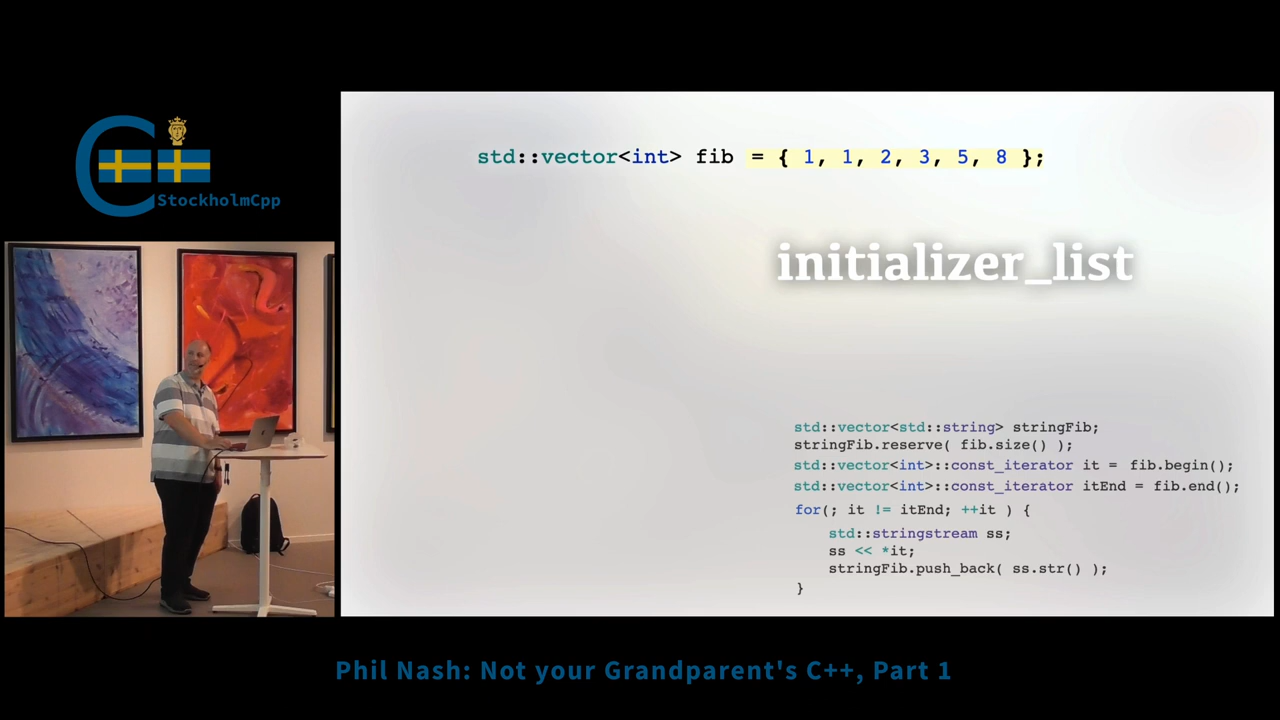 StockholmCpp
std::vector<int> fib = { 1, 1, 2, 3, 5, 8 };
initializer_list
std::vector<std::string> stringFib;
stringFib.reserve( fib.size() );
std::vector<int>::const_iterator it = fib.begin();
std::vector<int>::const_iterator itEnd = fib.end();
for(; it != itEnd; ++it ) {
std::stringstream ss;
ss << *it;
stringFib.push_back( ss.str() );
}
Phil Nash: Not your Grandparent's C++, Part 1